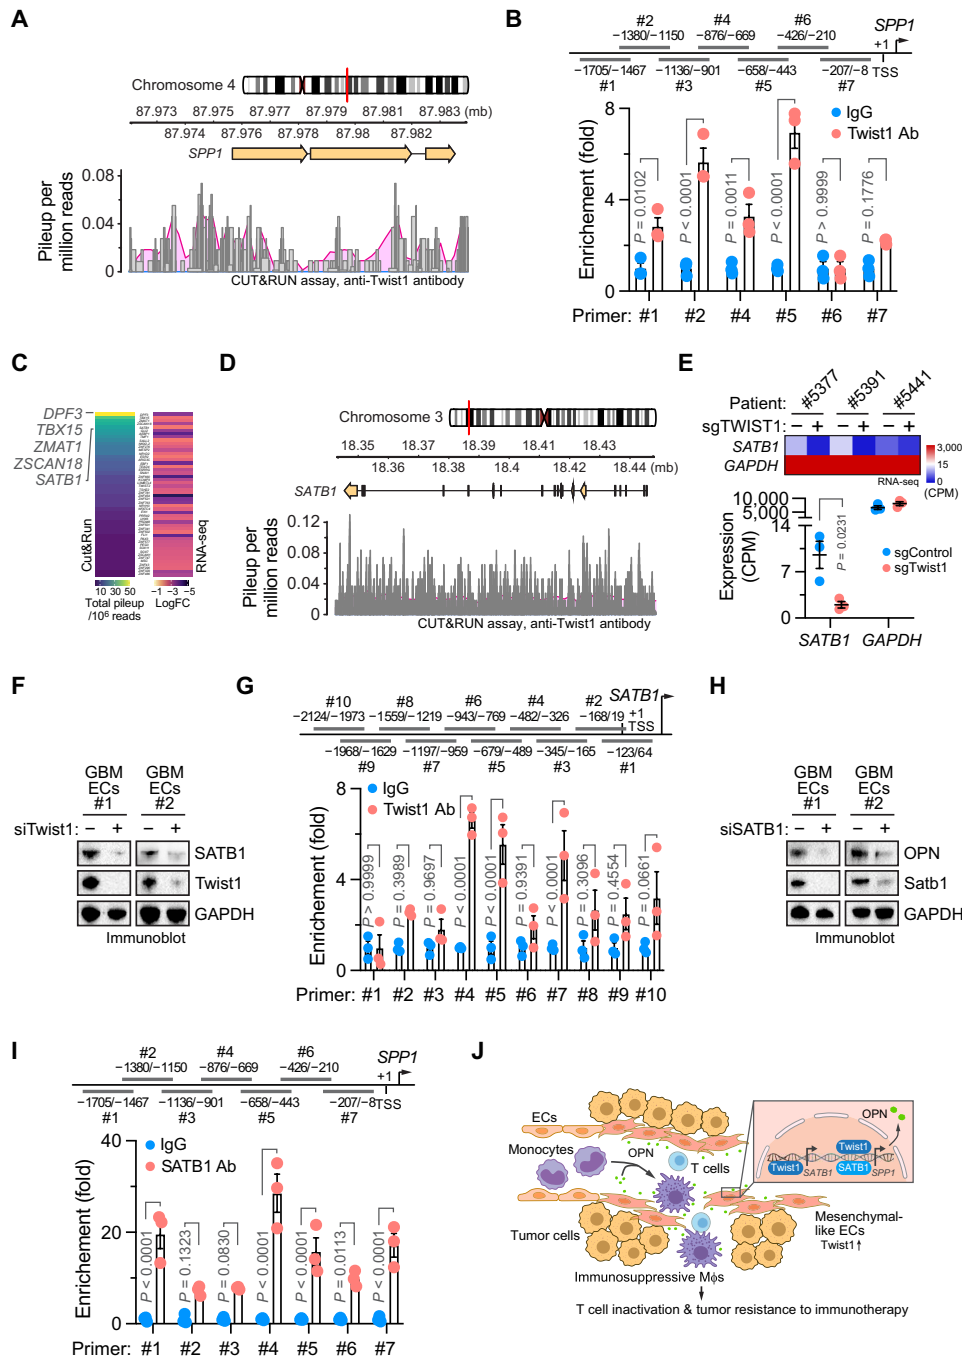 A
Chromosome 4
87.973 87.975 87.977 87.979 87.981 87.983 (mb)
87.974 87.976 87.978 87.98 87.982
SPP1
Pileup per
million reads
0.08
0.04
0
CUT&RUN assay, anti-Twist1 antibody
B
#2 #4 #6
−1380/−1150 −876/−669 −426/−210
SPP1
+1
TSS
−1705/−1467 −1136/−901 −658/−443 −207/−8
#1 #3 #5 #7
Enrichement (fold)
8
4
0
IgG
Twist1 Ab
P = 0.0102
P < 0.0001
P = 0.0011
P < 0.0001
P > 0.9999
P = 0.1776
Primer: #1 #2 #4 #5 #6 #7
C
DPF3
TBX15
ZMAT1
ZSCAN18
SATB1
Cut&Run
RNA-seq
10 30 50
Total pileup
/10⁶ reads
−1 −3 −5
LogFC
D
Chromosome 3
18.35 18.39 18.41 18.43
18.36 18.38 18.4 18.42 18.44 (mb)
SATB1
Pileup per
million reads
0.12
0.08
0.04
0
CUT&RUN assay, anti-Twist1 antibody
E
Patient: #5377 #5391 #5441
sgTWIST1: − + − + − +
SATB1
GAPDH
RNA-seq
3,000
15
0
(CPM)
Expression
(CPM)
10,000
5,000
14
7
0
P = 0.0231
sgControl
sgTwist1
SATB1 GAPDH
F
GBM
ECs
#1
GBM
ECs
#2
siTwist1: − + − +
SATB1
Twist1
GAPDH
Immunoblot
G
#10 #8 #6 #4 #2
−2124/−1973 −1559/−1219 −943/−769 −482/−326 −168/19
SATB1
+1
TSS
−1968/−1629 −1197/−959 −679/−489 −345/−165 −123/64
#9 #7 #5 #3 #1
Enrichement (fold)
8
4
0
IgG
Twist1 Ab
P > 0.9999
P = 0.3989
P = 0.9697
P < 0.0001
P < 0.0001
P = 0.9391
P < 0.0001
P = 0.3096
P = 0.4554
P = 0.0661
Primer: #1 #2 #3 #4 #5 #6 #7 #8 #9 #10
H
GBM
ECs
#1
GBM
ECs
#2
siSATB1: − + − +
OPN
Satb1
GAPDH
Immunoblot
I
#2 #4 #6
−1380/−1150 −876/−669 −426/−210
SPP1
+1
TSS
−1705/−1467 −1136/−901 −658/−443 −207/−8
#1 #3 #5 #7
Enrichement (fold)
40
20
0
IgG
SATB1 Ab
P < 0.0001
P = 0.1323
P = 0.0830
P < 0.0001
P = 0.0001
P = 0.0113
P < 0.0001
Primer: #1 #2 #3 #4 #5 #6 #7
J
ECs
Monocytes
OPN
T cells
Tumor cells
OPN
Twist1
Twist1
SATB1
SATB1
SPP1
Mesenchymal-
like ECs
Twist1↑
Immunosuppressive Mɸs
T cell inactivation & tumor resistance to immunotherapy